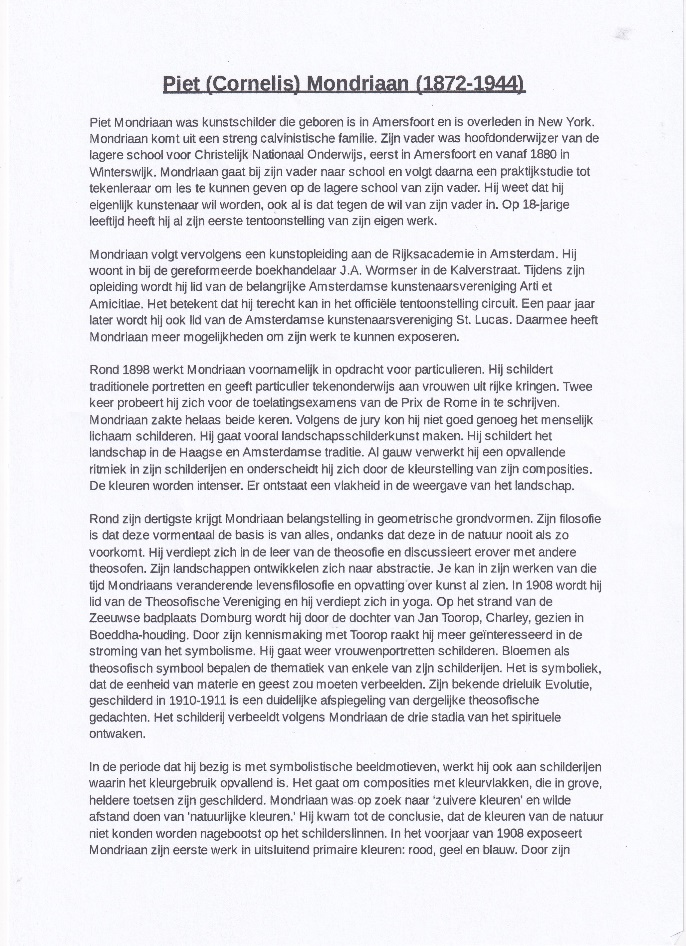 Piet (Cornelis) Mondriaan (1872-1944)
Piet Mondriaan was kunstschilder die geboren is in Amersfoort en is overleden in New York.
Mondriaan komt uit een streng calvinistische familie. Zijn vader was hoofdonderwijzer van de
lagere school voor Christelijk Nationaal Onderwijs, eerst in Amersfoort en vanaf 1880 in
Winterswijk. Mondriaan gaat bij zijn vader naar school en volgt daarna een praktijkstudie tot
tekenleraar om les te kunnen geven op de lagere school van zijn vader. Hij weet dat hij
eigenlijk kunstenaar wil worden, ook al is dat tegen de wil van zijn vader in. Op 18-jarige
leeftijd heeft hij al zijn eerste tentoonstelling van zijn eigen werk.
Mondriaan volgt vervolgens een kunstopleiding aan de Rijksacademie in Amsterdam. Hij
woont in bij de gereformeerde boekhandelaar J.A. Wormser in de Kalverstraat. Tijdens zijn
opleiding wordt hij lid van de belangrijke Amsterdamse kunstenaarsvereniging Arti et
Amicitiae. Het betekent dat hij terecht kan in het officiële tentoonstelling circuit. Een paar jaar
later wordt hij ook lid van de Amsterdamse kunstenaarsvereniging St. Lucas. Daarmee heeft
Mondriaan meer mogelijkheden om zijn werk te kunnen exposeren.
Rond 1898 werkt Mondriaan voornamelijk in opdracht voor particulieren. Hij schildert
traditionele portretten en geeft particulier tekenonderwijs aan vrouwen uit rijke kringen. Twee
keer probeert hij zich voor de toelatingsexamens van de Prix de Rome in te schrijven.
Mondriaan zakte helaas beide keren. Volgens de jury kon hij niet goed genoeg het menselijk
lichaam schilderen. Hij gaat vooral landschapsschilderkunst maken. Hij schildert het
landschap in de Haagse en Amsterdamse traditie. Al gauw verwerkt hij een opvallende
ritmiek in zijn schilderijen en onderscheidt hij zich door de kleurstelling van zijn composities.
De kleuren worden intenser. Er ontstaat een vlakheid in de weergave van het landschap.
Rond zijn dertigste krijgt Mondriaan belangstelling in geometrische grondvormen. Zijn filosofie
is dat deze vormentaal de basis is van alles, ondanks dat deze in de natuur nooit als zo
voorkomt. Hij verdiept zich in de leer van de theosofie en discussieert erover met andere
theosofen. Zijn landschappen ontwikkelen zich naar abstractie. Je kan in zijn werken van die
tijd Mondriaans veranderende levensfilosofie en opvatting over kunst al zien. In 1908 wordt hij
lid van de Theosofische Vereniging en hij verdiept zich in yoga. Op het strand van de
Zeeuwse badplaats Domburg wordt hij door de dochter van Jan Toorop, Charley, gezien in
Boeddha-houding. Door zijn kennismaking met Toorop raakt hij meer geïnteresseerd in de
stroming van het symbolisme. Hij gaat weer vrouwenportretten schilderen. Bloemen als
theosofisch symbool bepalen de thematiek van enkele van zijn schilderijen. Het is symboliek,
dat de eenheid van materie en geest zou moeten verbeelden. Zijn bekende drieluik Evolutie,
geschilderd in 1910-1911 is een duidelijke afspiegeling van dergelijke theosofische
gedachten. Het schilderij verbeeldt volgens Mondriaan de drie stadia van het spirituele
ontwaken.
In de periode dat hij bezig is met symbolistische beeldmotieven, werkt hij ook aan schilderijen
waarin het kleurgebruik opvallend is. Het gaat om composities met kleurvlakken, die in grove,
heldere toetsen zijn geschilderd. Mondriaan was op zoek naar 'zuivere kleuren' en wilde
afstand doen van 'natuurlijke kleuren.' Hij kwam tot de conclusie, dat de kleuren van de natuur
niet konden worden nagebootst op het schilderslinnen. In het voorjaar van 1908 exposeert
Mondriaan zijn eerste werk in uitsluitend primaire kleuren: rood, geel en blauw. Door zijn